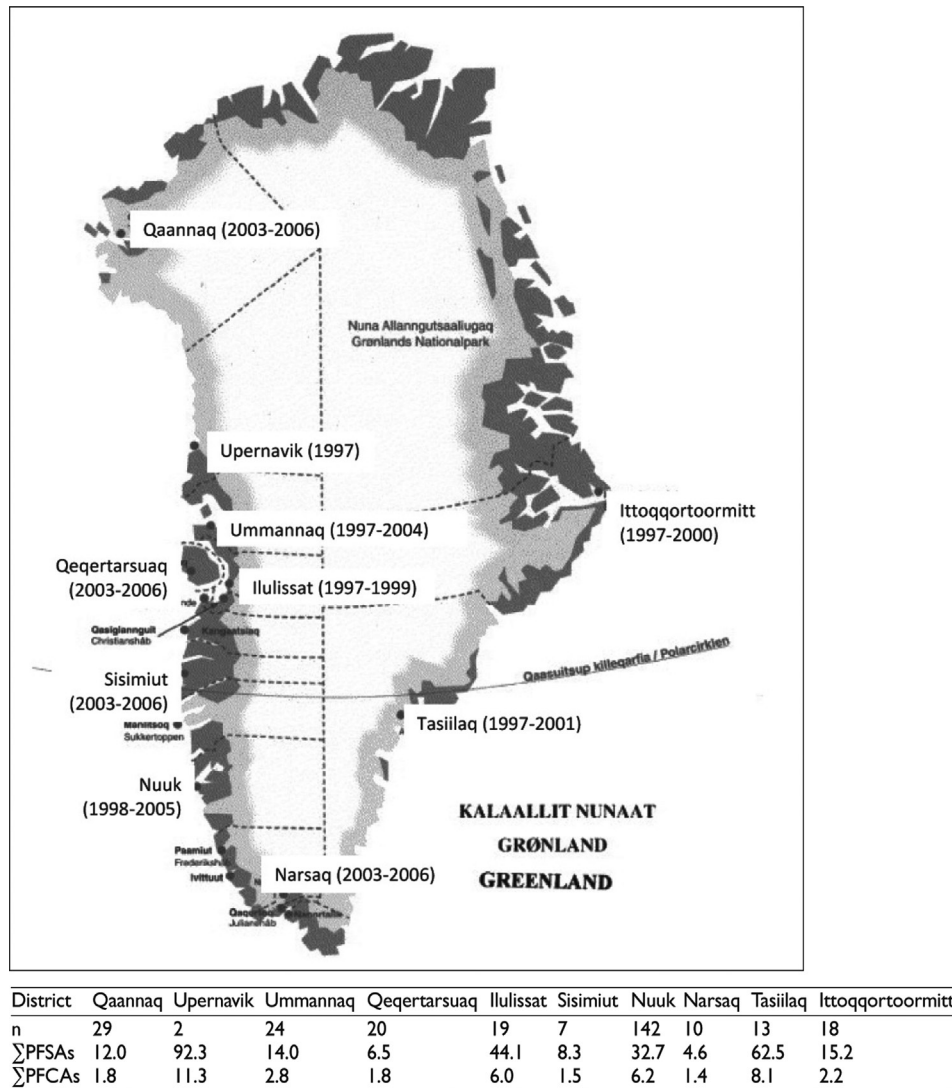 Qaannaq (2003-2006)
Nuna Allanngutsaaliugaq
Grønlands Nationalpark
Upernavik (1997)
Ittoqqortoormitt
(1997-2000)
Ummannaq (1997-2004)
Qeqertarsuaq
(2003-2006)
Ilulissat (1997-1999)
nde
Qasigiannguit
Christianshåb
Kangaatsiaq
Qaasuitsup killeqarfia / Polarcirklen
Sisimiut
(2003-2006)
Maniitsoq
Sukkertoppen
Tasiilaq (1997-2001)
Nuuk
(1998-2005)
KALAALLIT NUNAAT
GRØNLAND
GREENLAND
Paamiut
Frederikshåb
Ivittuut
Narsaq (2003-2006)
N
Qaqortoq
Julianehåb
District Qaannaq Upernavik Ummannaq Qeqertarsuaq Ilulissat Sisimiut Nuuk Narsaq Tasiilaq Ittoqqortoormitt
n 29 2 24 20 19 7 142 10 13 18
∑PFSAs 12.0 92.3 14.0 6.5 44.1 8.3 32.7 4.6 62.5 15.2
∑PFCAs 1.8 11.3 2.8 1.8 6.0 1.5 6.2 1.4 8.1 2.2